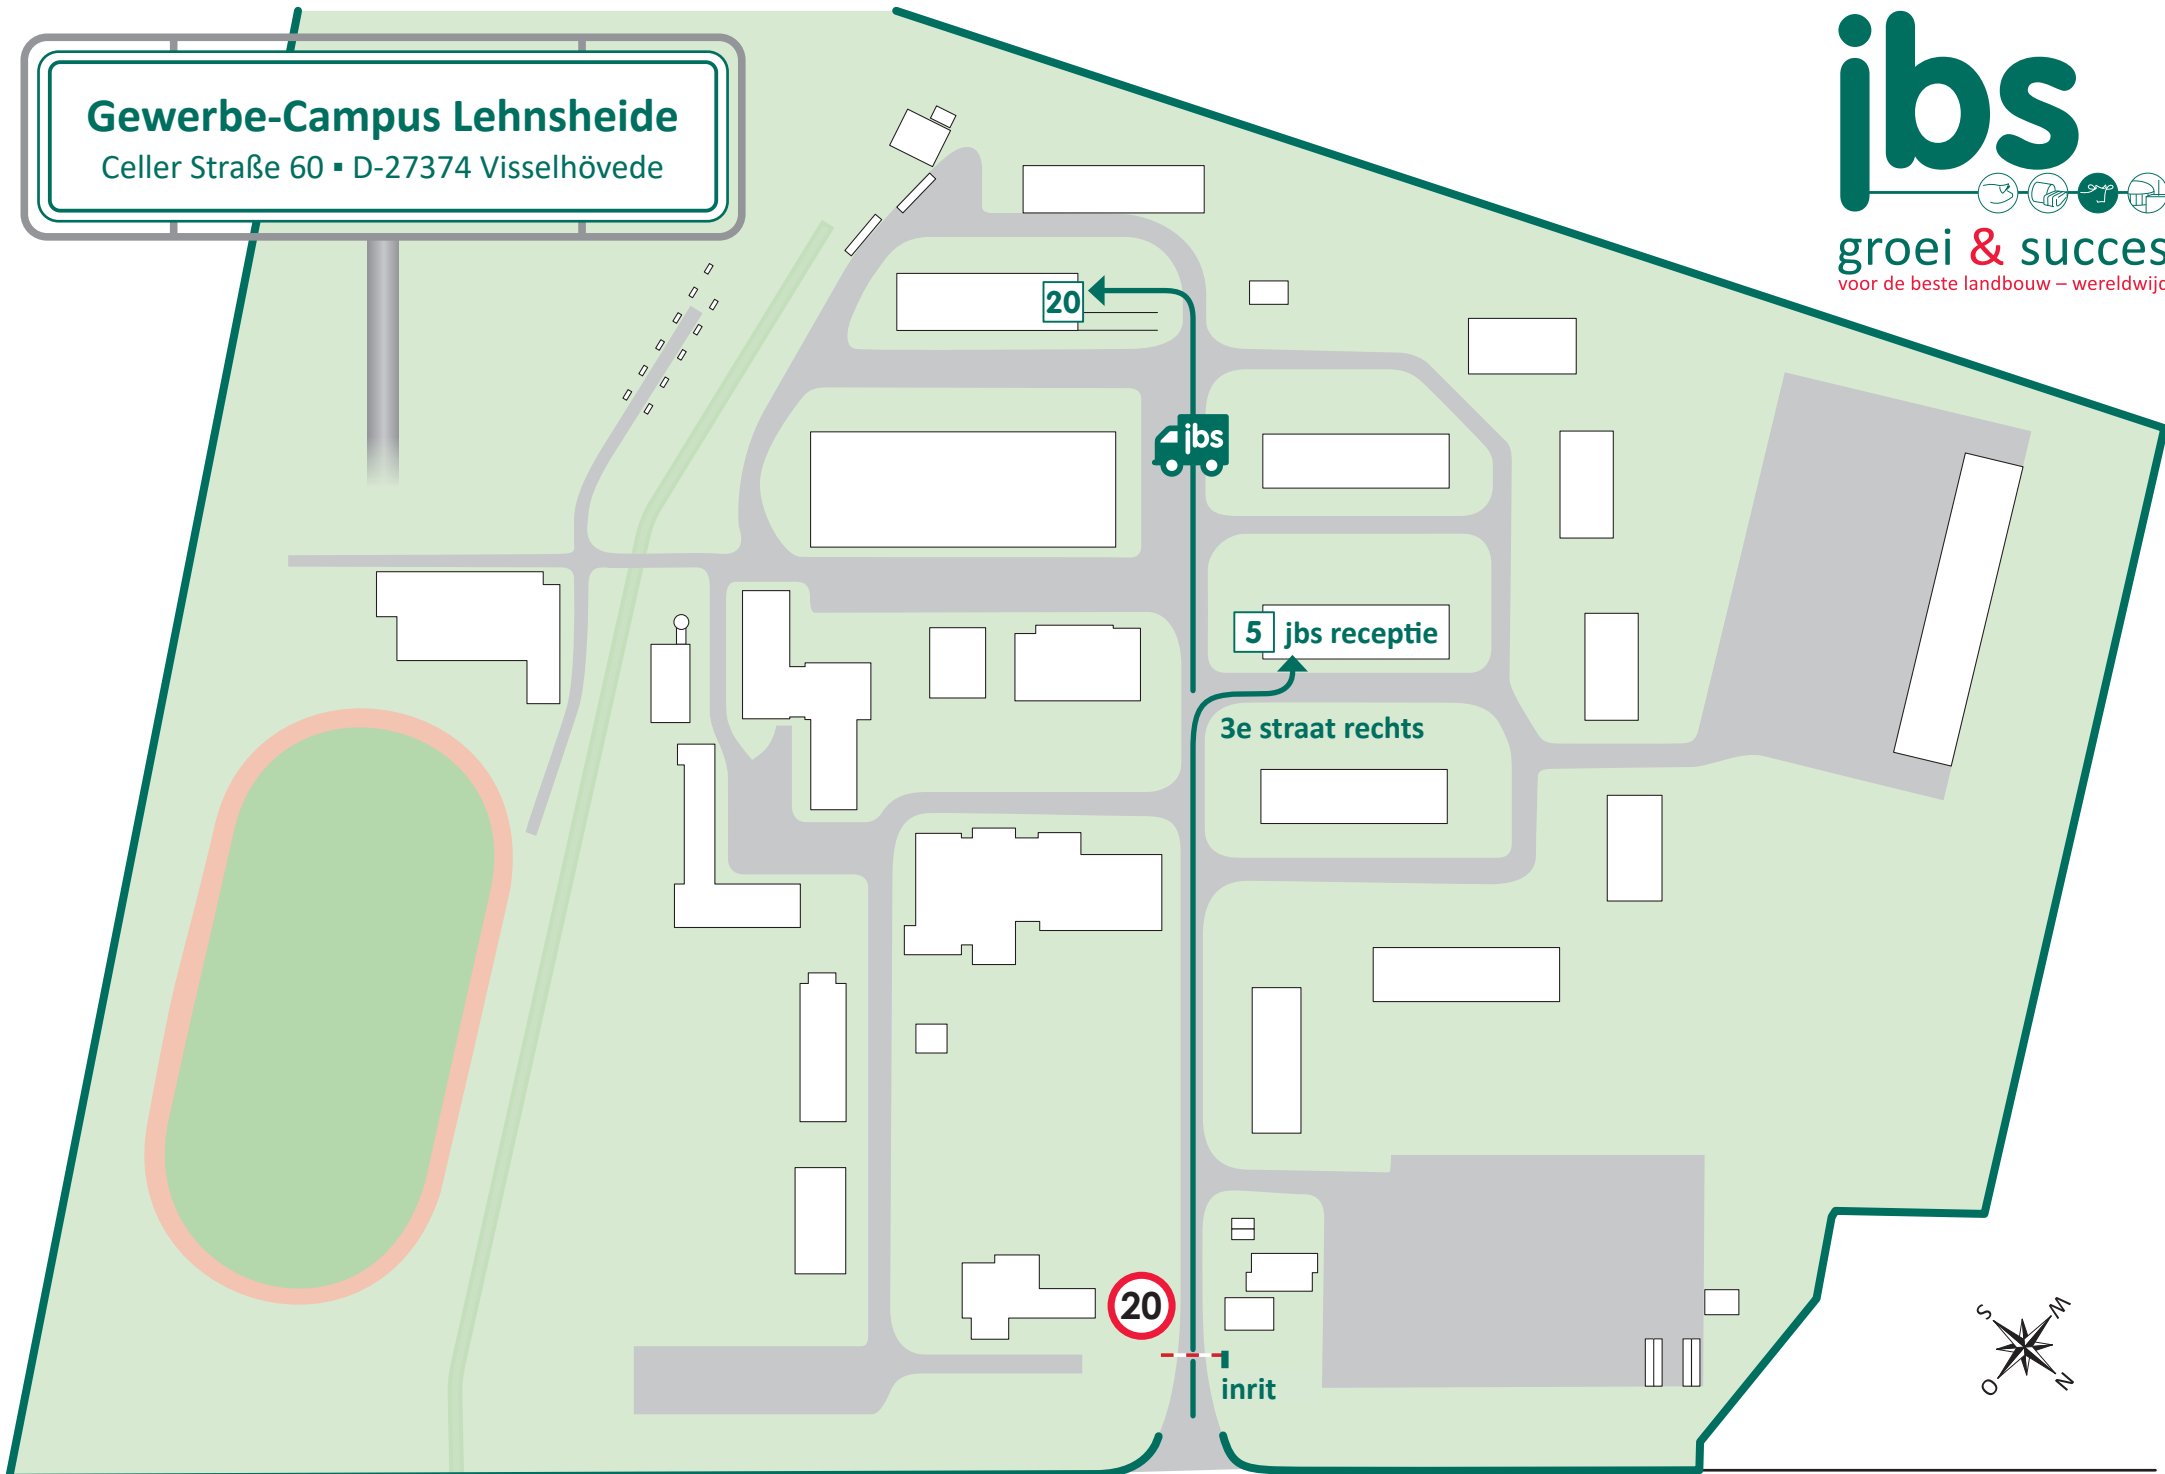 Gewerbe-Campus Lehnsheide
Celler Straße 60 ▪ D-27374 Visselhövede
jbs
groei & succes
voor de beste landbouw – wereldwijd
20
jbs
5 jbs receptie
3e straat rechts
20
inrit
S
W
O
N